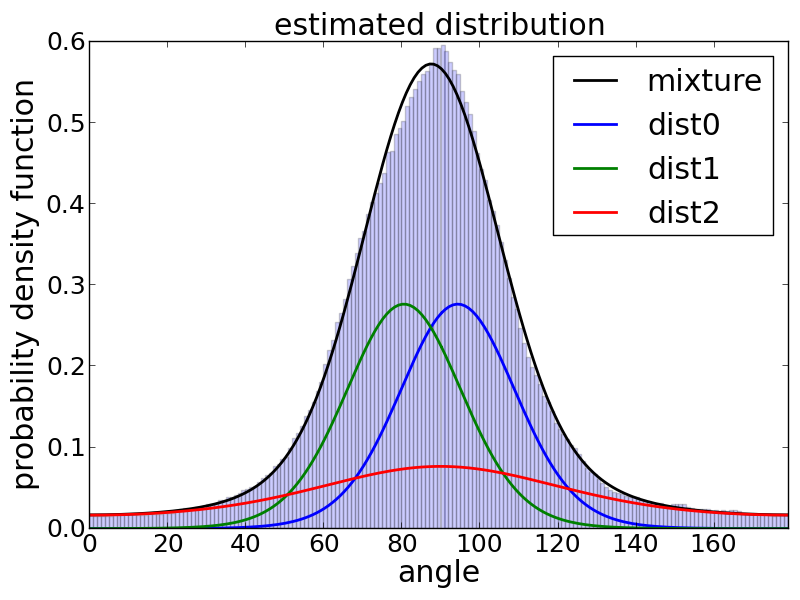 estimated distribution
probability density function
0.6
0.5
0.4
0.3
0.2
0.1
0.0
mixture
dist0
dist1
dist2
0 20 40 60 80 100 120 140 160
angle